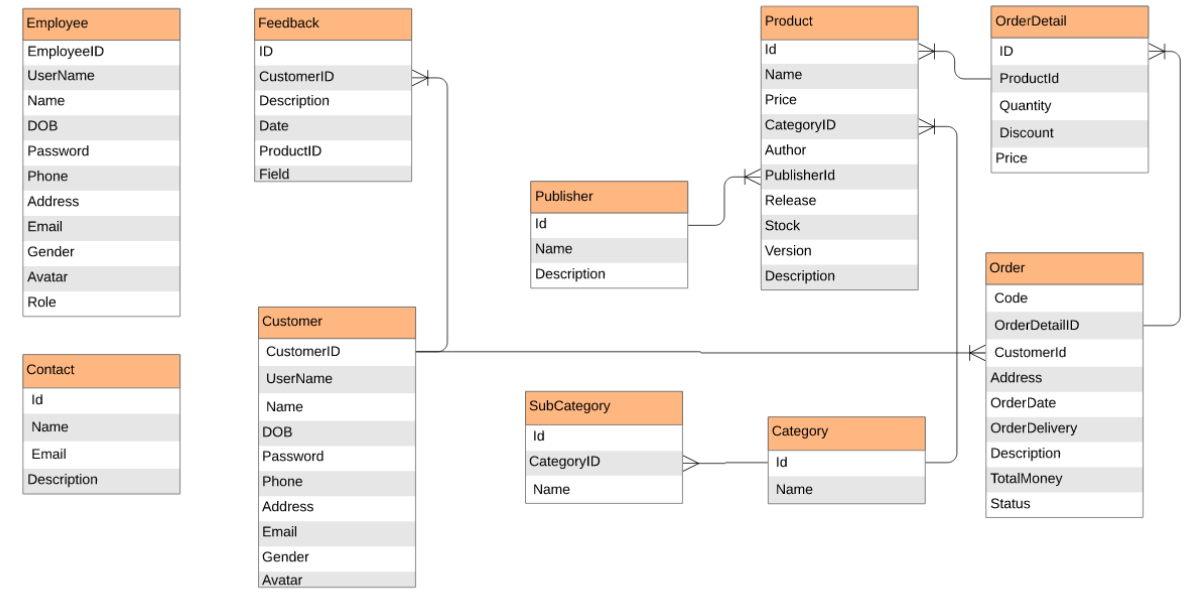 Employee
EmployeeID
UserName
Name
DOB
Password
Phone
Address
Email
Gender
Avatar
Role
Contact
Id
Name
Email
Description
Feedback
ID
CustomerID
Description
Date
ProductID
Field
Customer
CustomerID
UserName
Name
DOB
Password
Phone
Address
Email
Gender
Avatar
Publisher
Id
Name
Description
SubCategory
Id
CategoryID
Name
Product
Id
Name
Price
CategoryID
Author
PublisherId
Release
Stock
Version
Description
Category
Id
Name
OrderDetail
ID
ProductId
Quantity
Discount
Price
Order
Code
OrderDetailID
CustomerId
Address
OrderDate
OrderDelivery
Description
TotalMoney
Status